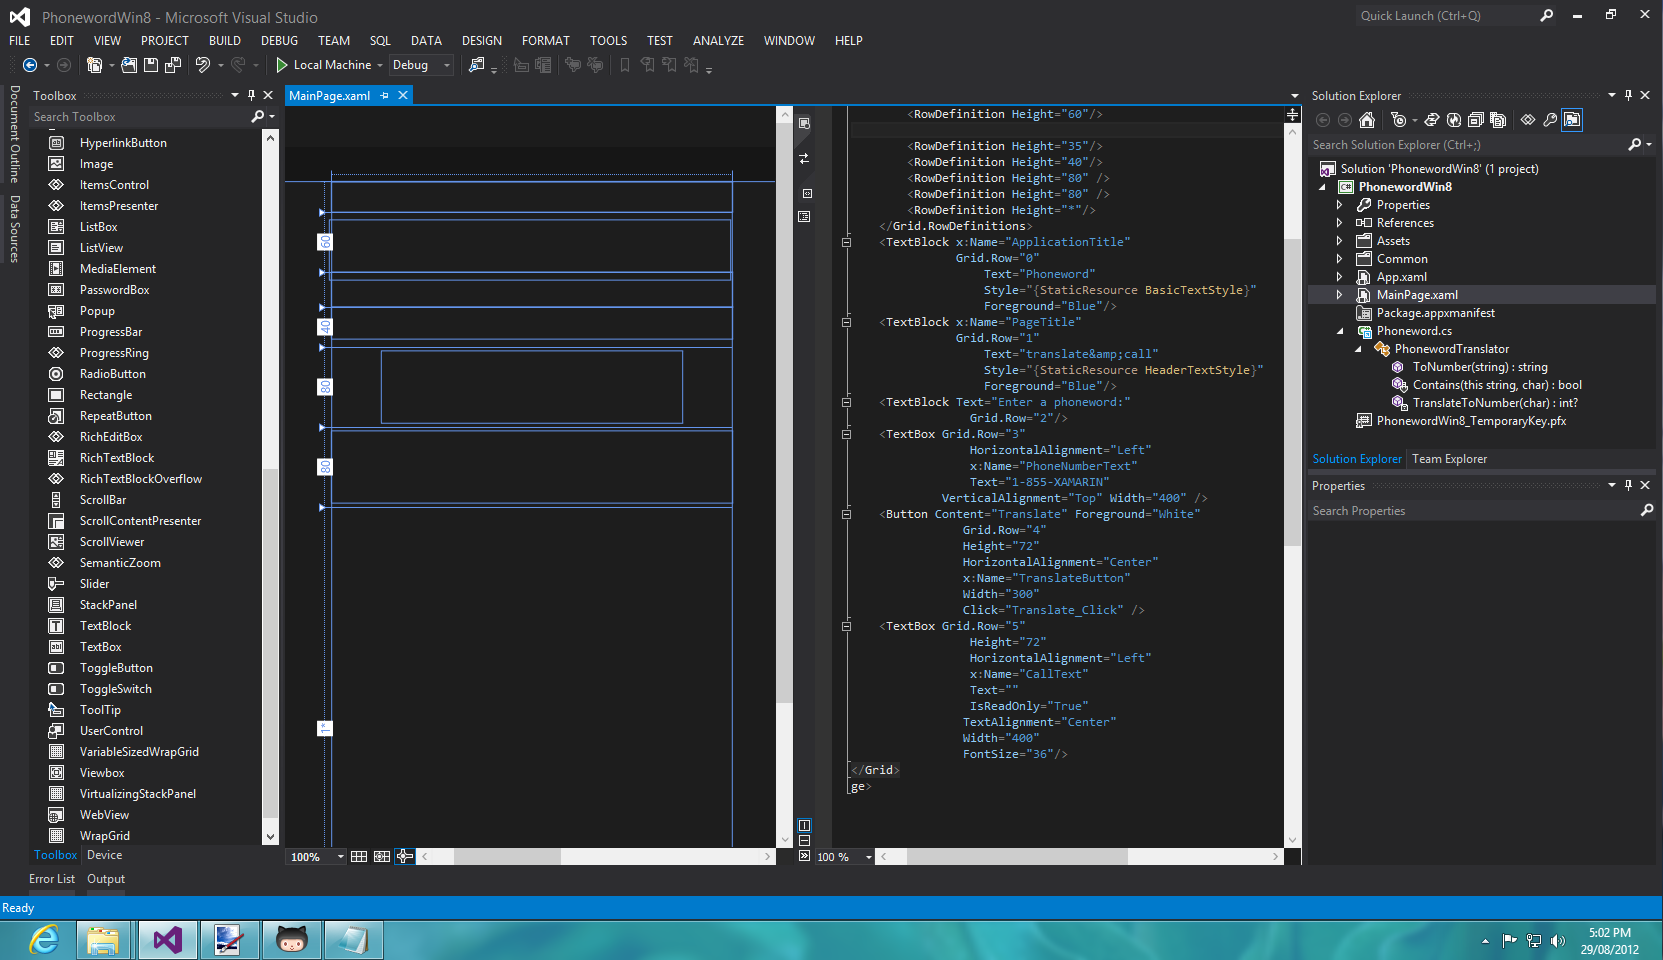 PhonewordWin8 - Microsoft Visual Studio
Quick Launch (Ctrl+Q)
FILE EDIT VIEW PROJECT BUILD DEBUG TEAM SQL DATA DESIGN FORMAT TOOLS TEST ANALYZE WINDOW HELP
Local Machine
Debug
Document Outline
Data Sources
Toolbox
Search Toolbox
HyperlinkButton
Image
ItemsControl
ItemsPresenter
ListBox
ListView
MediaElement
PasswordBox
Popup
ProgressBar
ProgressRing
RadioButton
Rectangle
RepeatButton
RichEditBox
RichTextBlock
RichTextBlockOverflow
ScrollBar
ScrollContentPresenter
ScrollViewer
SemanticZoom
Slider
StackPanel
TextBlock
TextBox
ToggleButton
ToggleSwitch
ToolTip
UserControl
VariableSizedWrapGrid
Viewbox
VirtualizingStackPanel
WebView
WrapGrid
Toolbox Device
Error List Output
MainPage.xaml
60
40
80
80
1*
100%
<RowDefinition Height="60"/>
<RowDefinition Height="35"/>
<RowDefinition Height="40"/>
<RowDefinition Height="80" />
<RowDefinition Height="80" />
<RowDefinition Height="*"/>
</Grid.RowDefinitions>
<TextBlock x:Name="ApplicationTitle"
Grid.Row="0"
Text="Phoneword"
Style="{StaticResource BasicTextStyle}"
Foreground="Blue"/>
<TextBlock x:Name="PageTitle"
Grid.Row="1"
Text="translate&amp;call"
Style="{StaticResource HeaderTextStyle}"
Foreground="Blue"/>
<TextBlock Text="Enter a phoneword:"
Grid.Row="2"/>
<TextBox Grid.Row="3"
HorizontalAlignment="Left"
x:Name="PhoneNumberText"
Text="1-855-XAMARIN"
VerticalAlignment="Top" Width="400" />
<Button Content="Translate" Foreground="White"
Grid.Row="4"
Height="72"
HorizontalAlignment="Center"
x:Name="TranslateButton"
Width="300"
Click="Translate_Click" />
<TextBox Grid.Row="5"
Height="72"
HorizontalAlignment="Left"
x:Name="CallText"
Text=""
IsReadOnly="True"
TextAlignment="Center"
Width="400"
FontSize="36"/>
</Grid>
ge>
100 %
Solution Explorer
Search Solution Explorer (Ctrl+;)
Solution 'PhonewordWin8' (1 project)
PhonewordWin8
Properties
References
Assets
Common
App.xaml
MainPage.xaml
Package.appxmanifest
Phoneword.cs
PhonewordTranslator
ToNumber(string) : string
Contains(this string, char) : bool
TranslateToNumber(char) : int?
PhonewordWin8_TemporaryKey.pfx
Solution Explorer Team Explorer
Properties
Search Properties
Ready
5:02 PM
29/08/2012